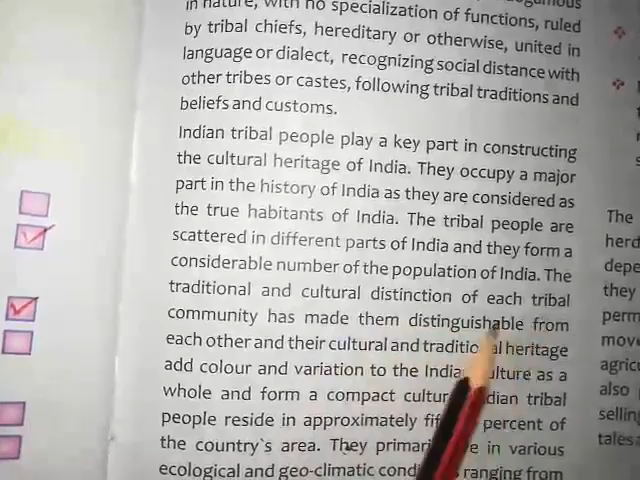 in nature, with no specialization of functions, ruled
by tribal chiefs, hereditary or otherwise, united in
language or dialect, recognizing social distance with
other tribes or castes, following tribal traditions and
beliefs and customs.
Indian tribal people play a key part in constructing
the cultural heritage of India. They occupy a major
part in the history of India as they are considered as
the true habitants of India. The tribal people are
scattered in different parts of India and they form a
considerable number of the population of India. The
traditional and cultural distinction of each tribal
community has made them distinguishable from
each other and their cultural and traditio al heritage
add colour and variation to the India ulture as a
whole and form a compact cultur dian tribal
people reside in approximately fif percent of
the country`s area. They primari e in various
ecological and geo-climatic condi s ranging from
The
herd
depe
they
perm
mov
agric
also
selling
tales a